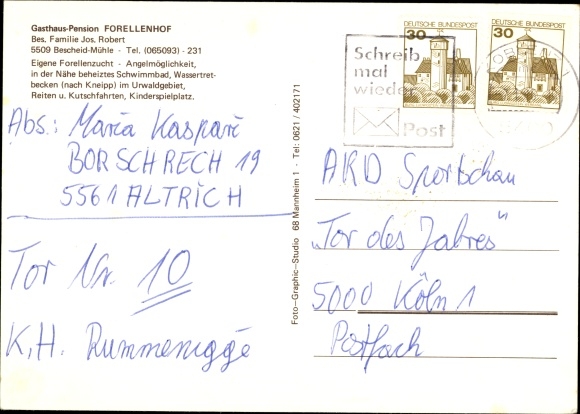 Gasthaus-Pension FORELLENHOF
Bes. Familie Jos. Robert
5509 Bescheid-Mühle - Tel. (065093) - 231
Eigene Forellenzucht - Angelmöglichkeit,
in der Nähe beheiztes Schwimmbad, Wassertret-
becken (nach Kneipp) im Urwaldgebiet,
Reiten u. Kutschfahrten, Kinderspielplatz.
Abs.: Maria Kaspari
BORSCHRECH 19
5561 ALTRICH
Tor Nr. 10
K.H. Rummenigge
Foto-Graphic-Studio 68 Mannheim 1 - Tel: 0621 / 402171
DEUTSCHE BUNDESPOST
30
DEUTSCHE BUNDESPOST
30
Schreib
mal
wieder
Post
ARD Sportschau
„Tor des Jahres"
5000 Köln 1
Postfach